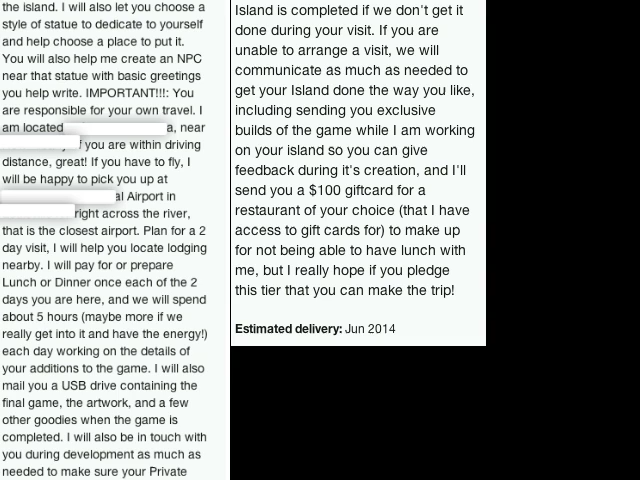 the island. I will also let you choose a
style of statue to dedicate to yourself
and help choose a place to put it.
You will also help me create an NPC
near that statue with basic greetings
you help write. IMPORTANT!!!: You
are responsible for your own travel. I
am located a, near
if you are within driving
distance, great! If you have to fly, I
will be happy to pick you up at
al Airport in
right across the river,
that is the closest airport. Plan for a 2
day visit, I will help you locate lodging
nearby. I will pay for or prepare
Lunch or Dinner once each of the 2
days you are here, and we will spend
about 5 hours (maybe more if we
really get into it and have the energy!)
each day working on the details of
your additions to the game. I will also
mail you a USB drive containing the
final game, the artwork, and a few
other goodies when the game is
completed. I will also be in touch with
you during development as much as
needed to make sure your Private
Island is completed if we don't get it
done during your visit. If you are
unable to arrange a visit, we will
communicate as much as needed to
get your Island done the way you like,
including sending you exclusive
builds of the game while I am working
on your island so you can give
feedback during it's creation, and I'll
send you a $100 giftcard for a
restaurant of your choice (that I have
access to gift cards for) to make up
for not being able to have lunch with
me, but I really hope if you pledge
this tier that you can make the trip!
Estimated delivery: Jun 2014